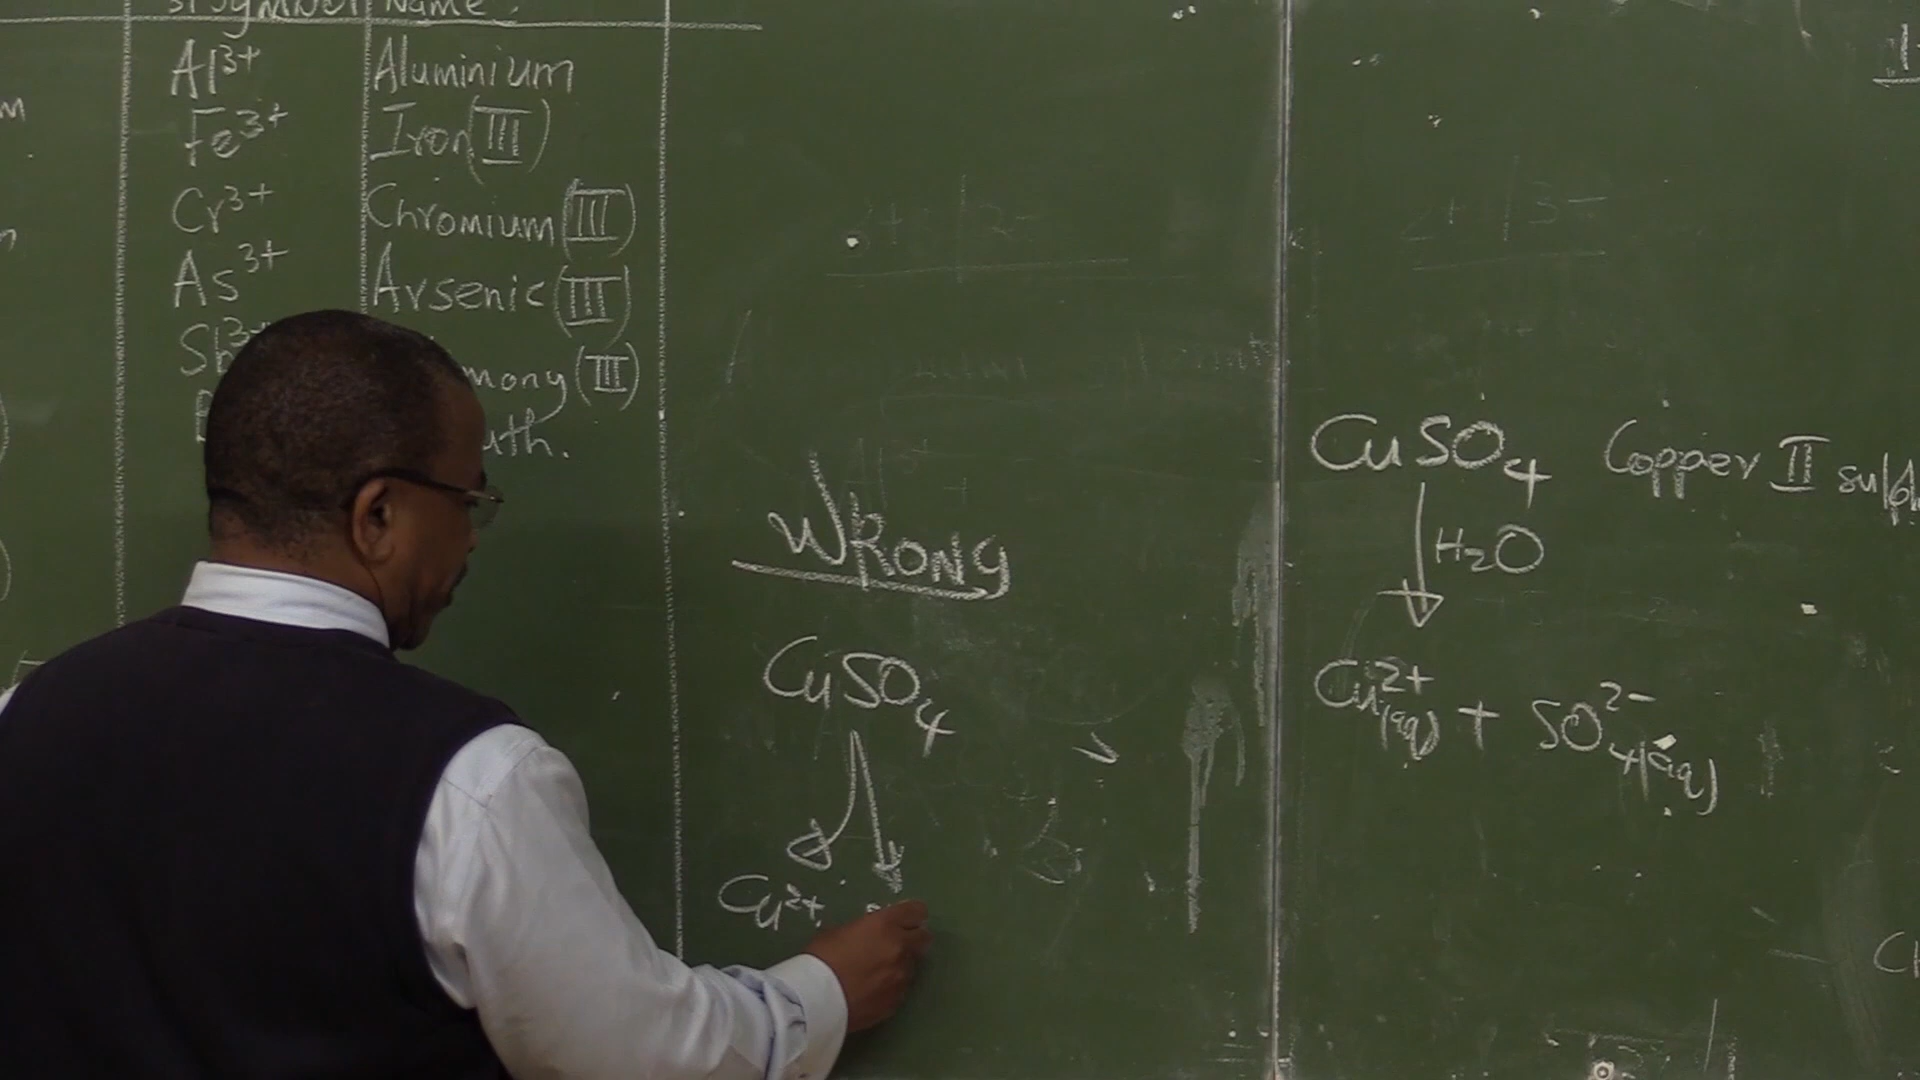 Symbol Name
Al³⁺ Aluminium
Fe³⁺ Iron (III)
Cr³⁺ Chromium (III)
As³⁺ Arsenic (III)
Sb³⁺ mony (III)
uth.
WRONG
CuSO₄
Cu²⁺
CuSO₄ Copper II sulph
H₂O
Cu²⁺(aq) + SO₄²⁻(aq)